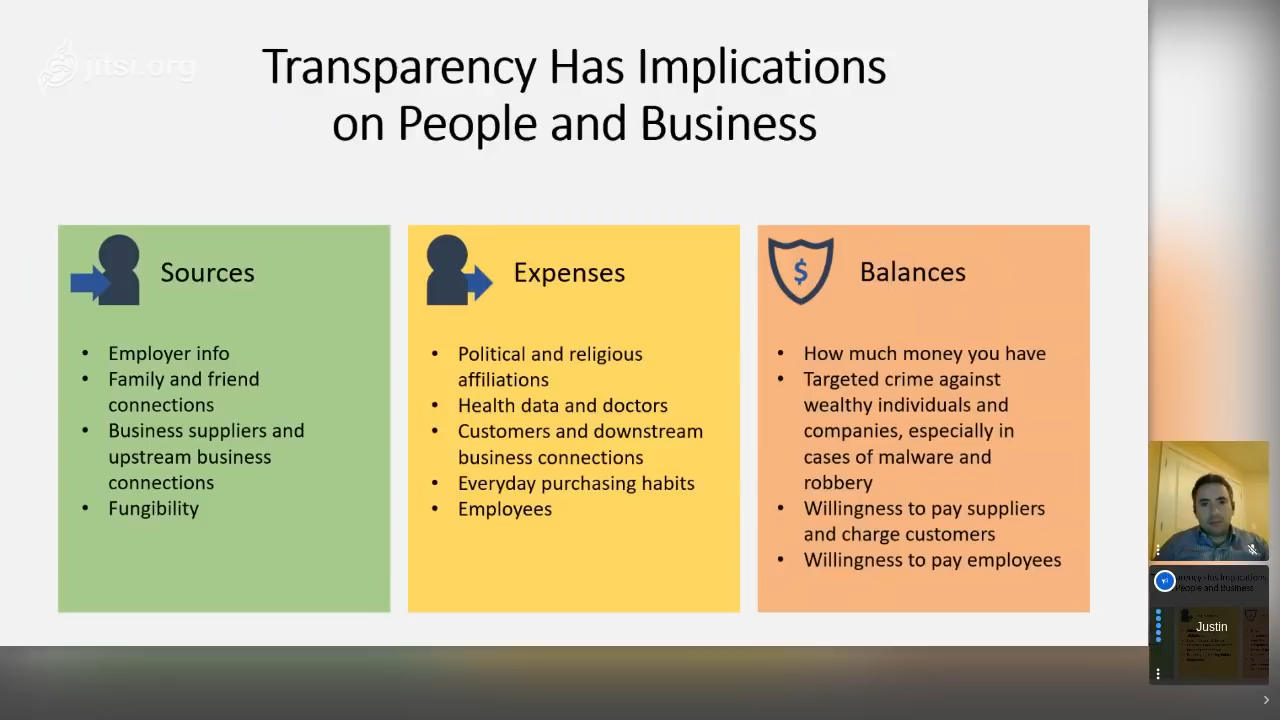 jitsi.org
Transparency Has Implications
on People and Business
Sources
• Employer info
• Family and friend
connections
• Business suppliers and
upstream business
connections
• Fungibility
Expenses
• Political and religious
affiliations
• Health data and doctors
• Customers and downstream
business connections
• Everyday purchasing habits
• Employees
$
Balances
• How much money you have
• Targeted crime against
wealthy individuals and
companies, especially in
cases of malware and
robbery
• Willingness to pay suppliers
and charge customers
• Willingness to pay employees
Justin